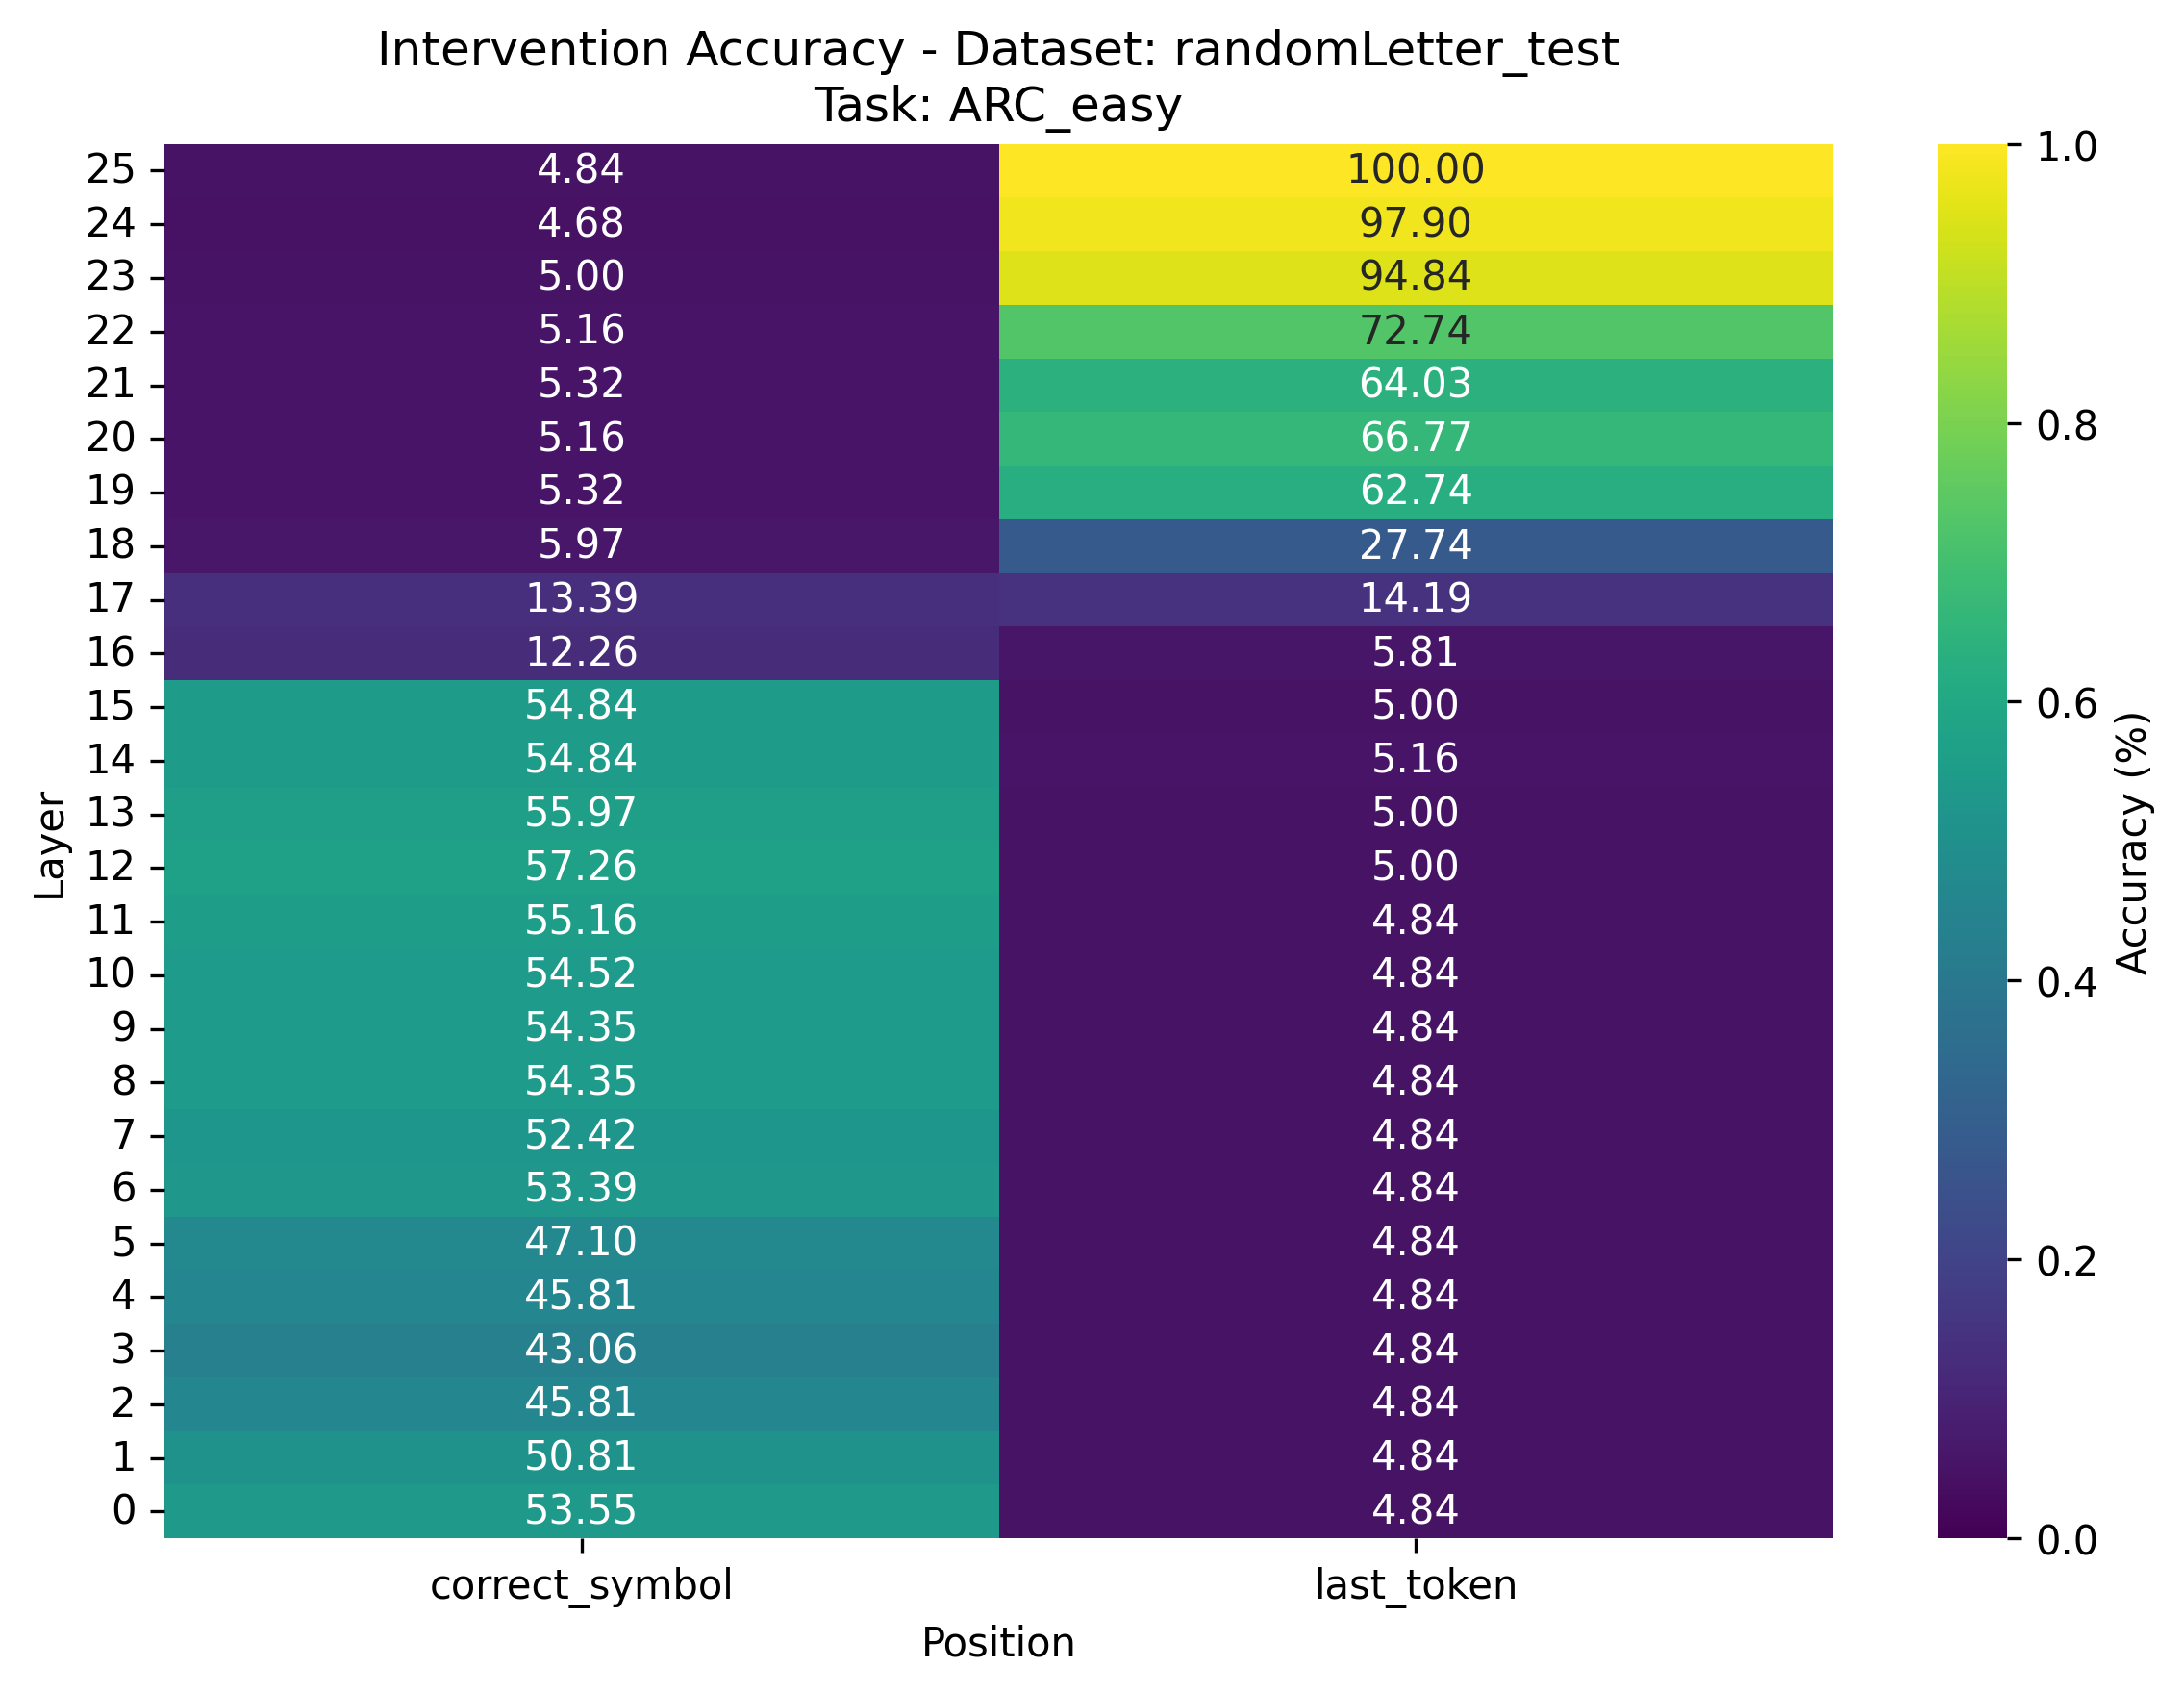 Intervention Accuracy - Dataset: randomLetter_test
Task: ARC_easy
25 4.84 100.00
24 4.68 97.90
23 5.00 94.84
22 5.16 72.74
21 5.32 64.03
20 5.16 66.77
19 5.32 62.74
18 5.97 27.74
17 13.39 14.19
16 12.26 5.81
15 54.84 5.00
14 54.84 5.16
13 55.97 5.00
12 57.26 5.00
11 55.16 4.84
10 54.52 4.84
9 54.35 4.84
8 54.35 4.84
7 52.42 4.84
6 53.39 4.84
5 47.10 4.84
4 45.81 4.84
3 43.06 4.84
2 45.81 4.84
1 50.81 4.84
0 53.55 4.84
correct_symbol last_token
Position
Layer
1.0
0.8
0.6
0.4
0.2
0.0
Accuracy (%)